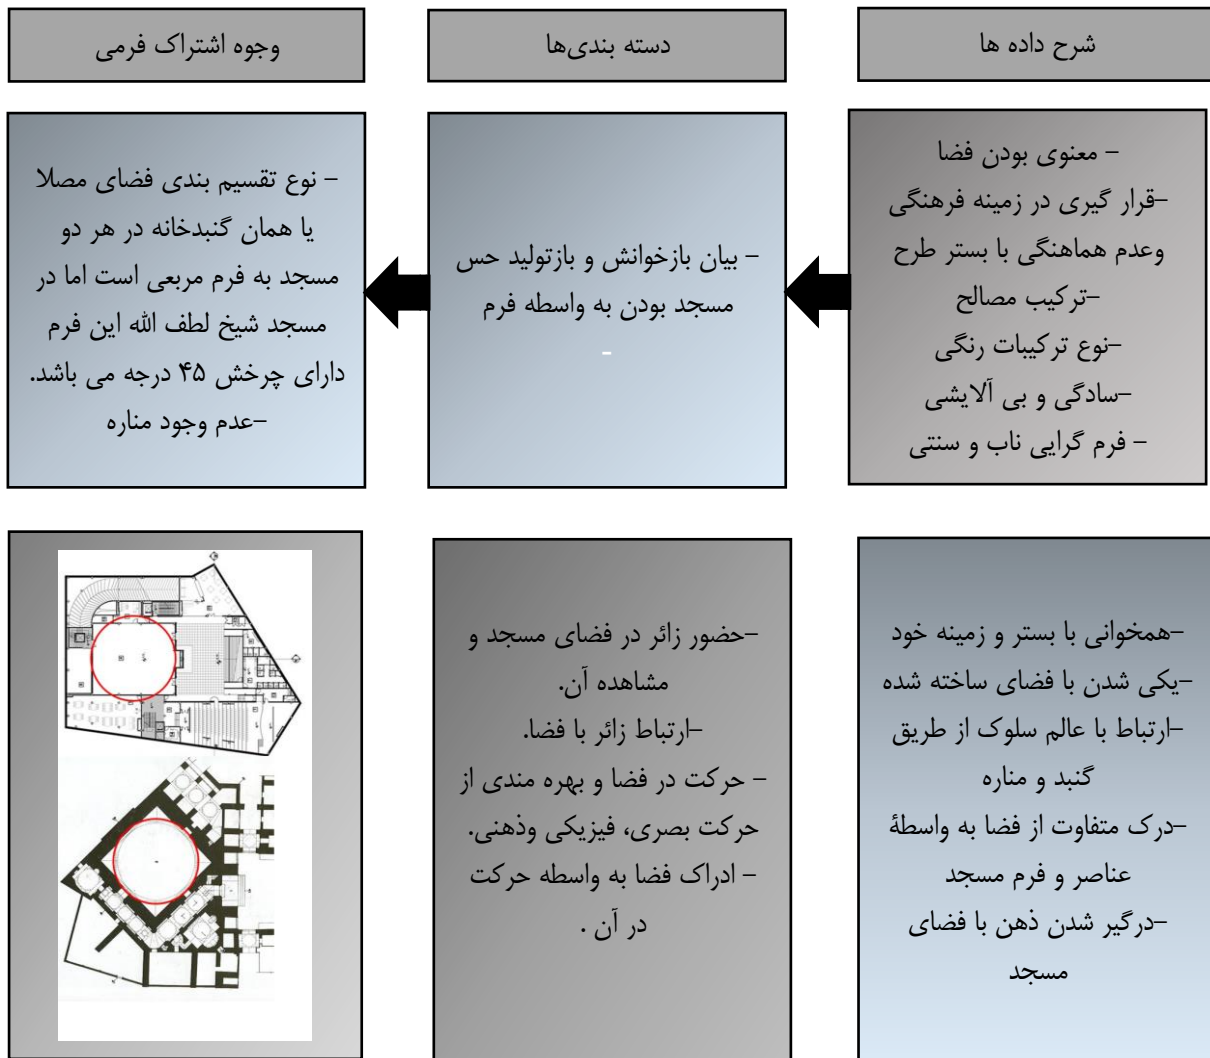 شرح داده ها
دسته بندی‌ها
وجوه اشتراک فرمی
– معنوی بودن فضا
–قرار گیری در زمینه فرهنگی
وعدم هماهنگی با بستر طرح
–ترکیب مصالح
–نوع ترکیبات رنگی
–سادگی و بی آلایشی
– فرم گرایی ناب و سنتی
– بیان بازخوانش و بازتولید حس
مسجد بودن به واسطه فرم
-
– نوع تقسیم بندی فضای مصلا
یا همان گنبدخانه در هر دو
مسجد به فرم مربعی است اما در
مسجد شیخ لطف الله این فرم
دارای چرخش ۴۵ درجه می باشد.
–عدم وجود مناره
–همخوانی با بستر و زمینه خود
–یکی شدن با فضای ساخته شده
–ارتباط با عالم سلوک از طریق
گنبد و مناره
–درک متفاوت از فضا به واسطهٔ
عناصر و فرم مسجد
–درگیر شدن ذهن با فضای
مسجد
–حضور زائر در فضای مسجد و
مشاهده آن.
–ارتباط زائر با فضا.
– حرکت در فضا و بهره مندی از
حرکت بصری، فیزیکی وذهنی.
– ادراک فضا به واسطه حرکت
در آن .